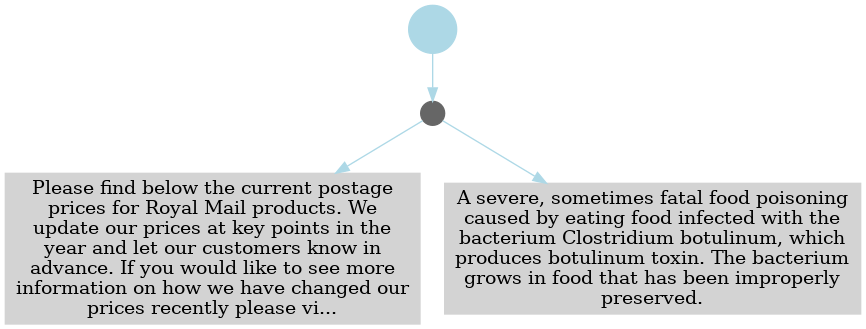 Please find below the current postage
prices for Royal Mail products. We
update our prices at key points in the
year and let our customers know in
advance. If you would like to see more
information on how we have changed our
prices recently please vi...
A severe, sometimes fatal food poisoning
caused by eating food infected with the
bacterium Clostridium botulinum, which
produces botulinum toxin. The bacterium
grows in food that has been improperly
preserved.